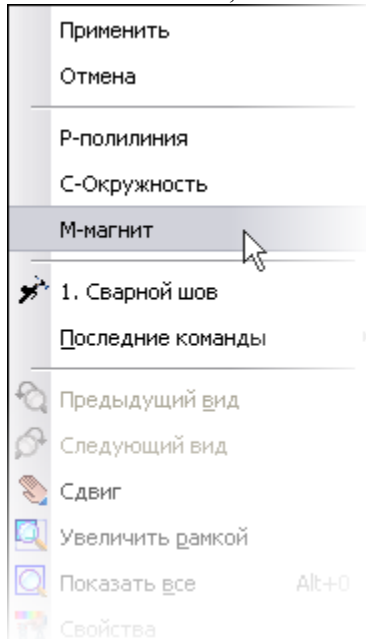 Применить
Отмена
Р-полилиния
С-Окружность
М-магнит
1. Сварной шов
Последние команды
Предыдущий вид
Следующий вид
Сдвиг
Увеличить рамкой
Показать все Alt+0
Свойства